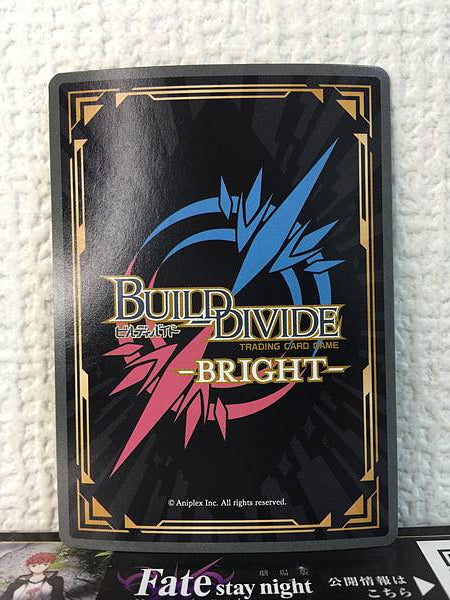 BUILD DIVIDE
ビルディバイド
TRADING CARD GAME
-BRIGHT-
© Aniplex Inc. All rights reserved.
劇場版
Fate stay night
公開情報は
こちら